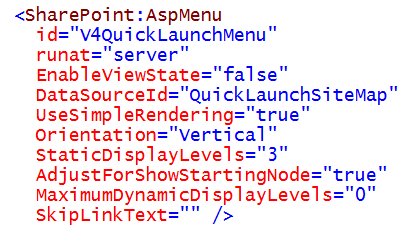 <SharePoint:AspMenu
id="V4QuickLaunchMenu"
runat="server"
EnableViewState="false"
DataSourceId="QuickLaunchSiteMap"
UseSimpleRendering="true"
Orientation="Vertical"
StaticDisplayLevels="3"
AdjustForShowStartingNode="true"
MaximumDynamicDisplayLevels="0"
SkipLinkText="" />